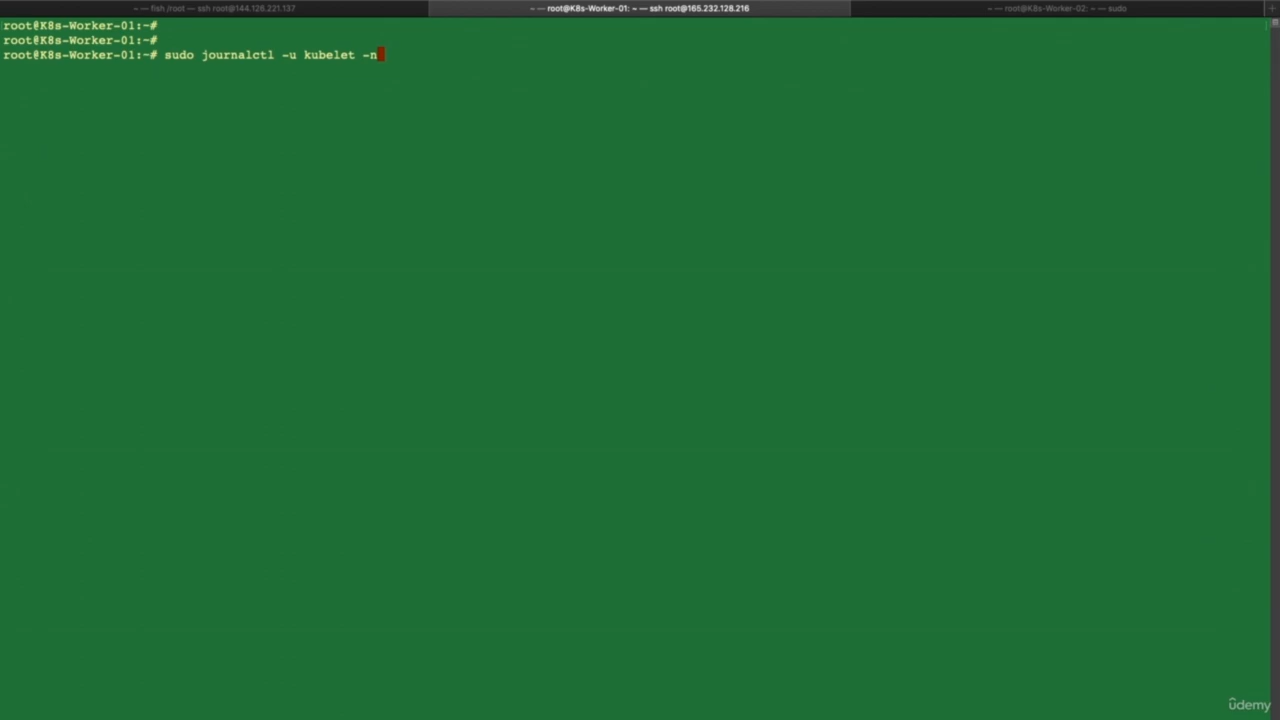 ~ — fish /root — ssh root@144.126.221.137
~ — root@K8s-Worker-01: ~ — ssh root@165.232.128.216
~ — root@K8s-Worker-02: ~ — sudo
root@K8s-Worker-01:~#
root@K8s-Worker-01:~#
root@K8s-Worker-01:~# sudo journalctl -u kubelet -n
udemy